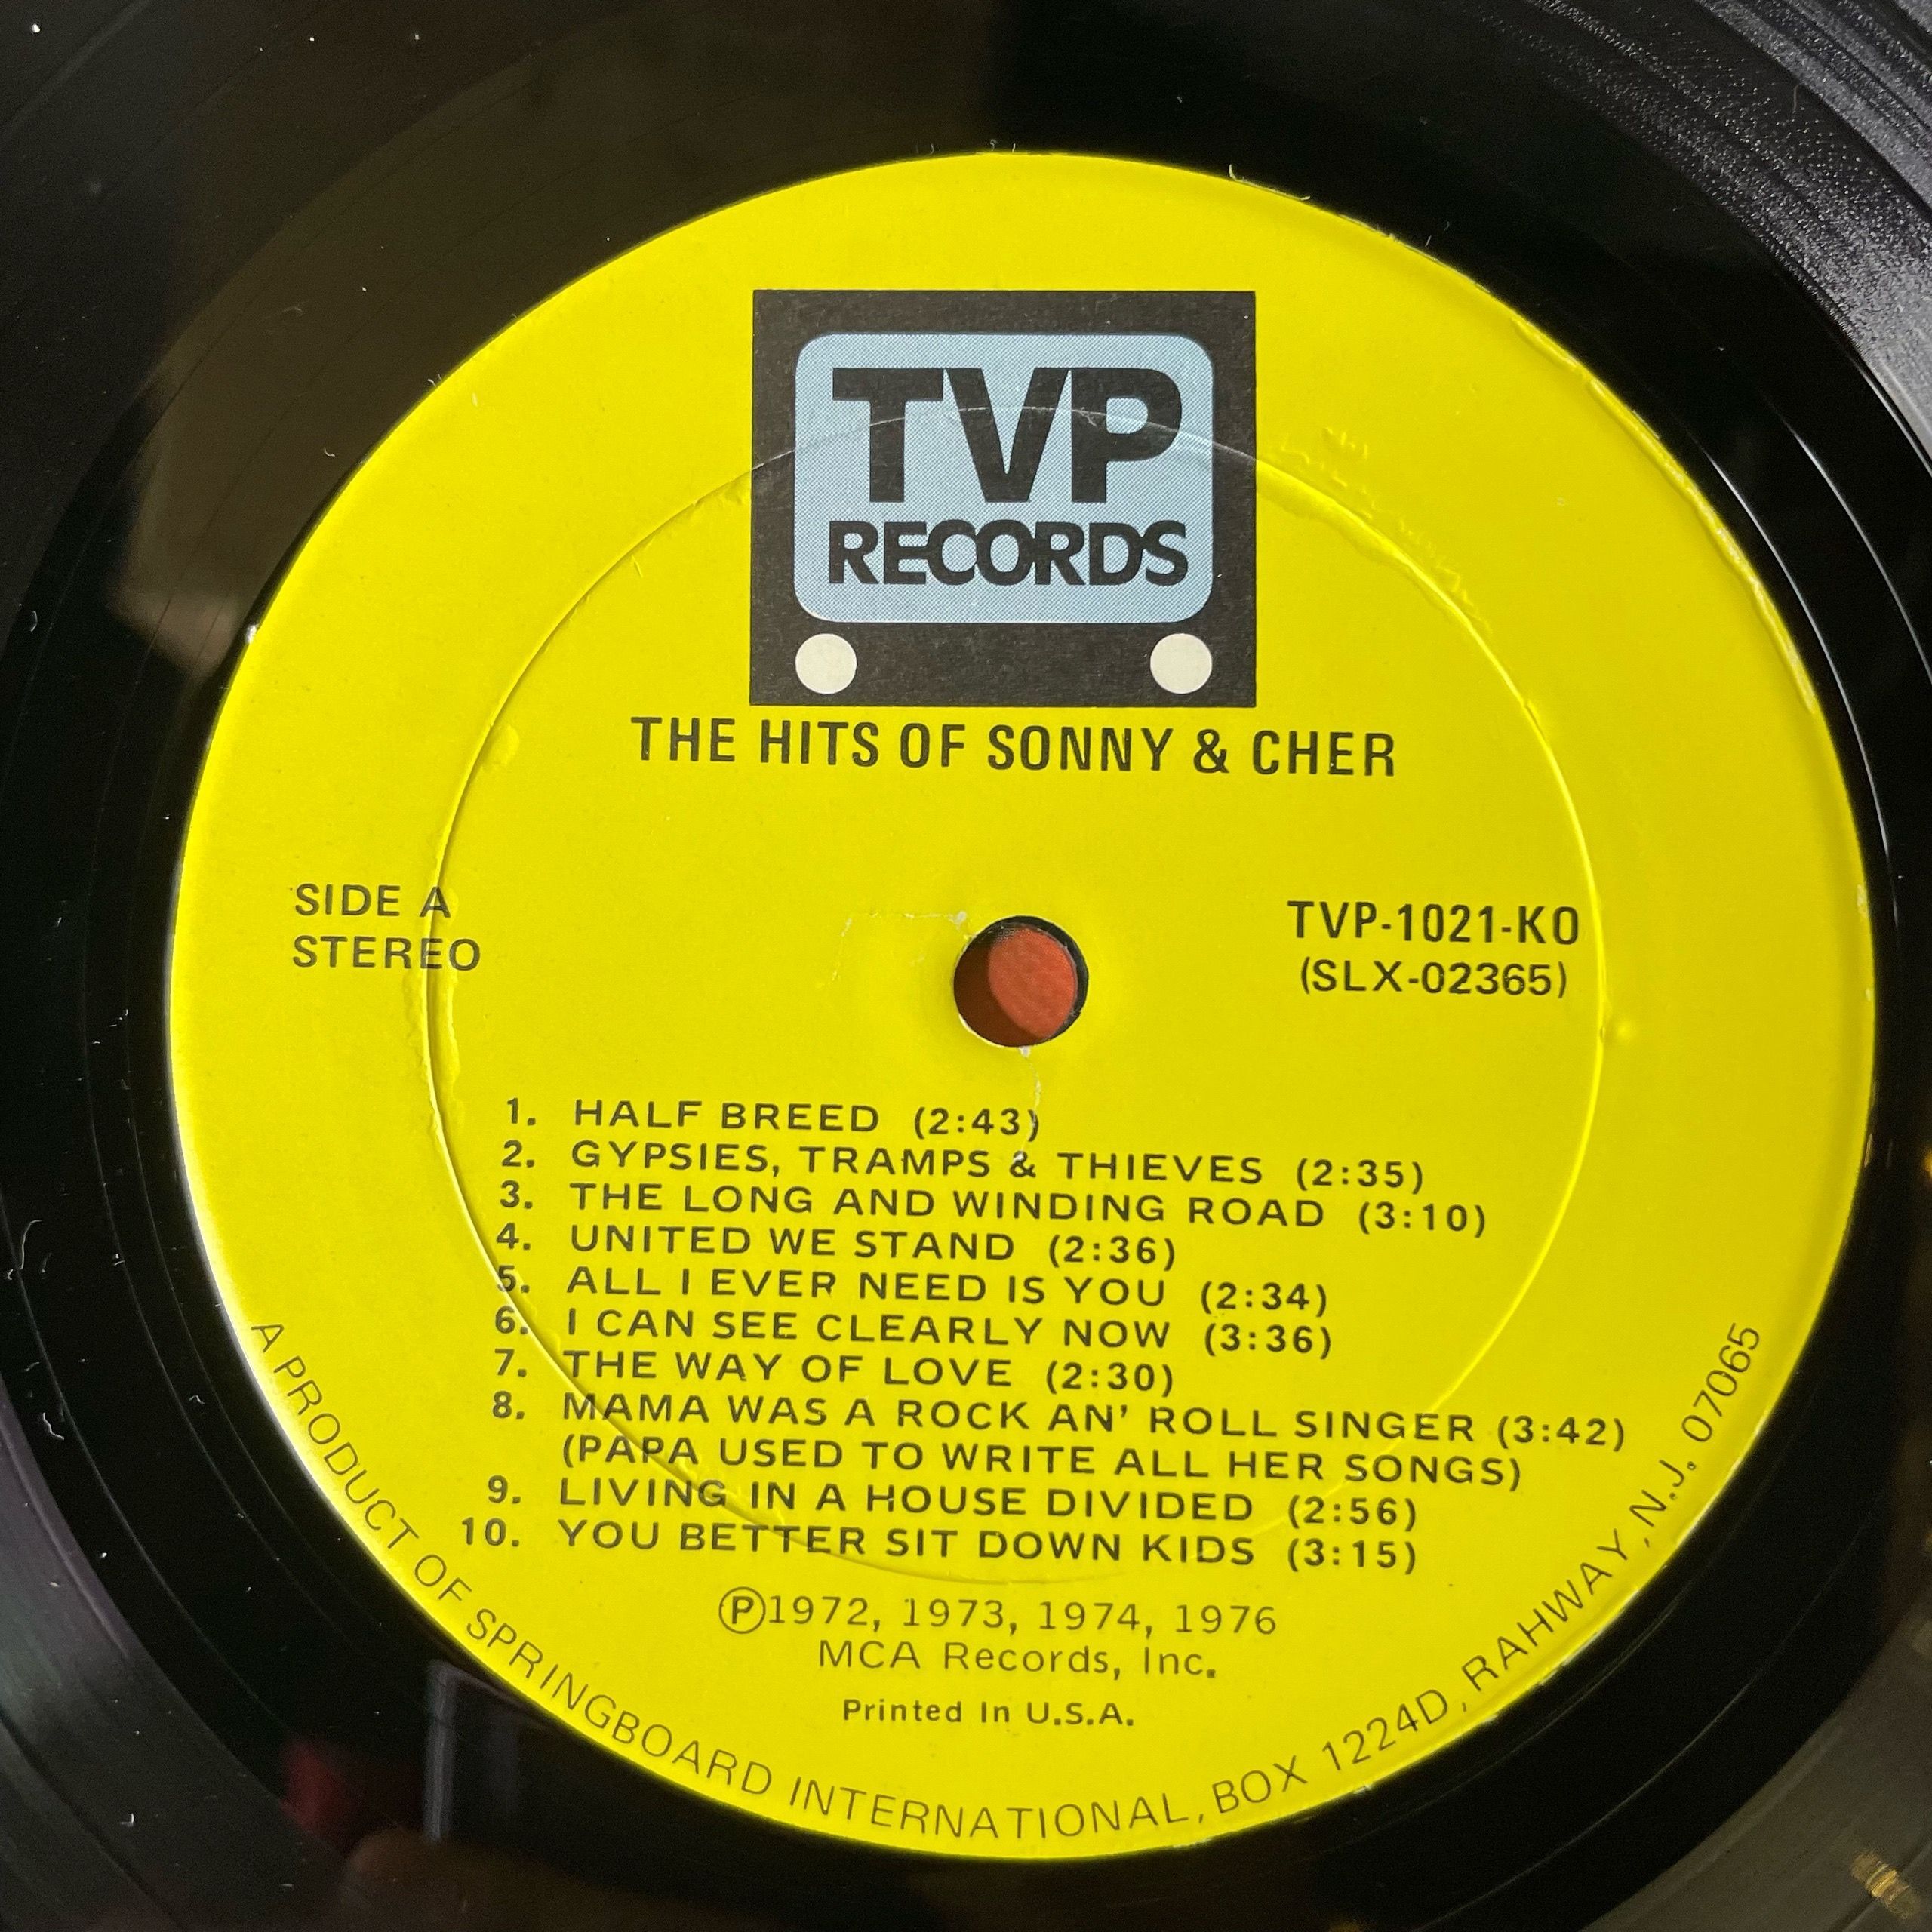 TVP
RECORDS
THE HITS OF SONNY & CHER
SIDE A
STEREO
TVP-1021-KO
(SLX-02365)
1. HALF BREED (2:43)
2. GYPSIES, TRAMPS & THIEVES (2:35)
3. THE LONG AND WINDING ROAD (3:10)
4. UNITED WE STAND (2:36)
5. ALL I EVER NEED IS YOU (2:34)
6. I CAN SEE CLEARLY NOW (3:36)
7. THE WAY OF LOVE (2:30)
8. MAMA WAS A ROCK AN' ROLL SINGER (3:42)
(PAPA USED TO WRITE ALL HER SONGS)
9. LIVING IN A HOUSE DIVIDED (2:56)
10. YOU BETTER SIT DOWN KIDS (3:15)
Ⓟ1972, 1973, 1974, 1976
MCA Records, Inc.
Printed In U.S.A.
A PRODUCT OF SPRINGBOARD INTERNATIONAL, BOX 1224D, RAHWAY, N.J. 07065